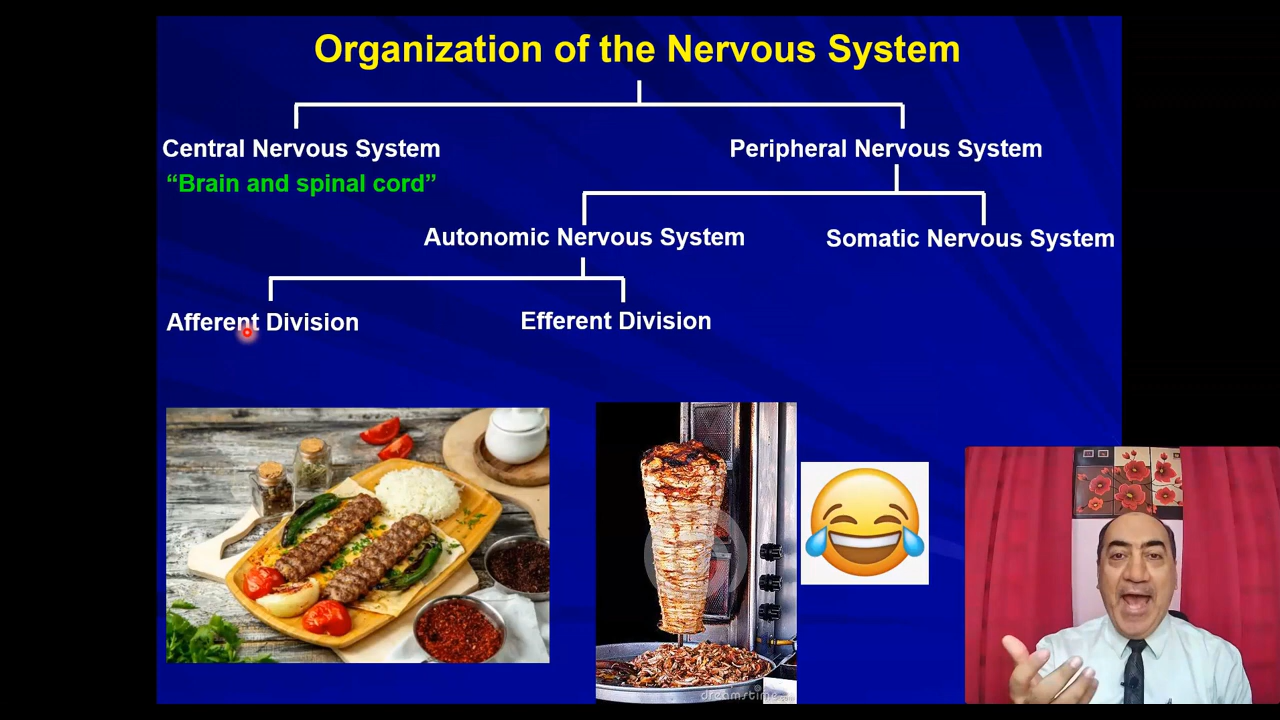 Organization of the Nervous System
Central Nervous System
Peripheral Nervous System
“Brain and spinal cord”
Autonomic Nervous System
Somatic Nervous System
Afferent Division
Efferent Division
dreamstime